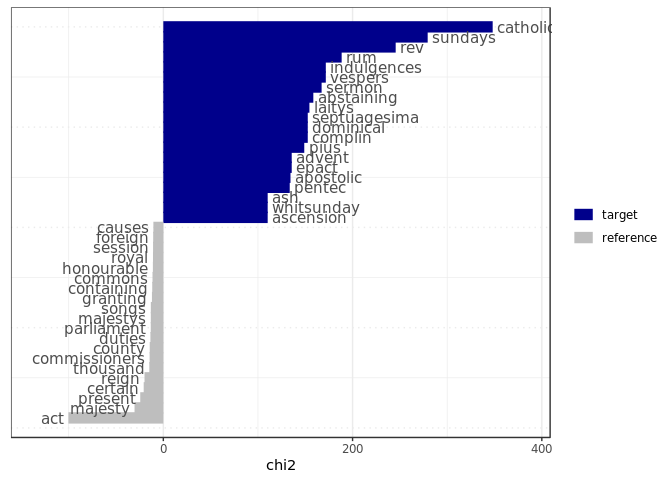 catholic
sundays
rev
rum
indulgences
vespers
sermon
abstaining
laitys
septuagesima
dominical
complin
pius
advent
epact
apostolic
pentec
ash
whitsunday
ascension
causes
foreign
session
royal
honourable
commons
containing
granting
songs
majestys
parliament
duties
county
commissioners
thousand
reign
certain
present
majesty
act
target
reference
0 200 400
chi2